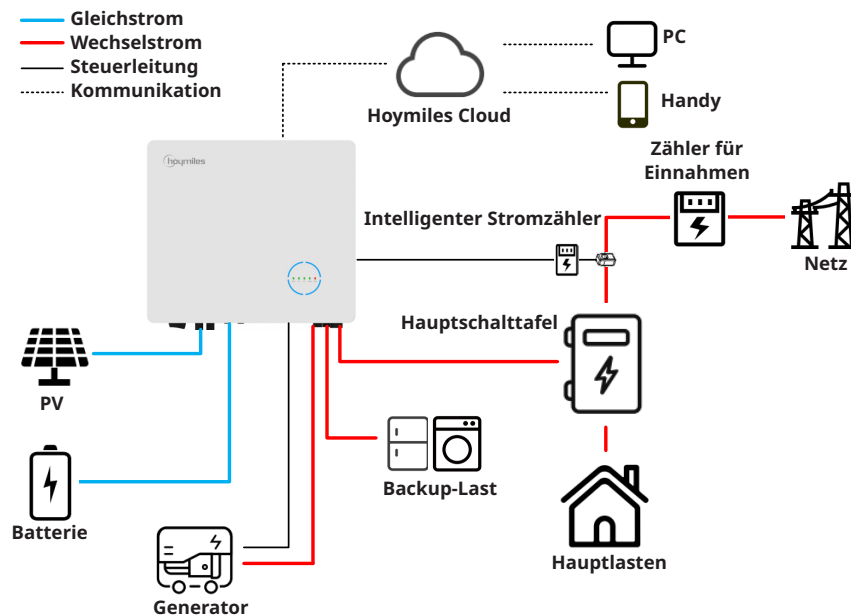 Gleichstrom
Wechselstrom
Steuerleitung
Kommunikation
PC
Hoymiles Cloud
Handy
Zähler für
Einnahmen
hoymiles
Intelligenter Stromzähler
Netz
Hauptschalttafel
PV
Backup-Last
Batterie
Hauptlasten
Generator